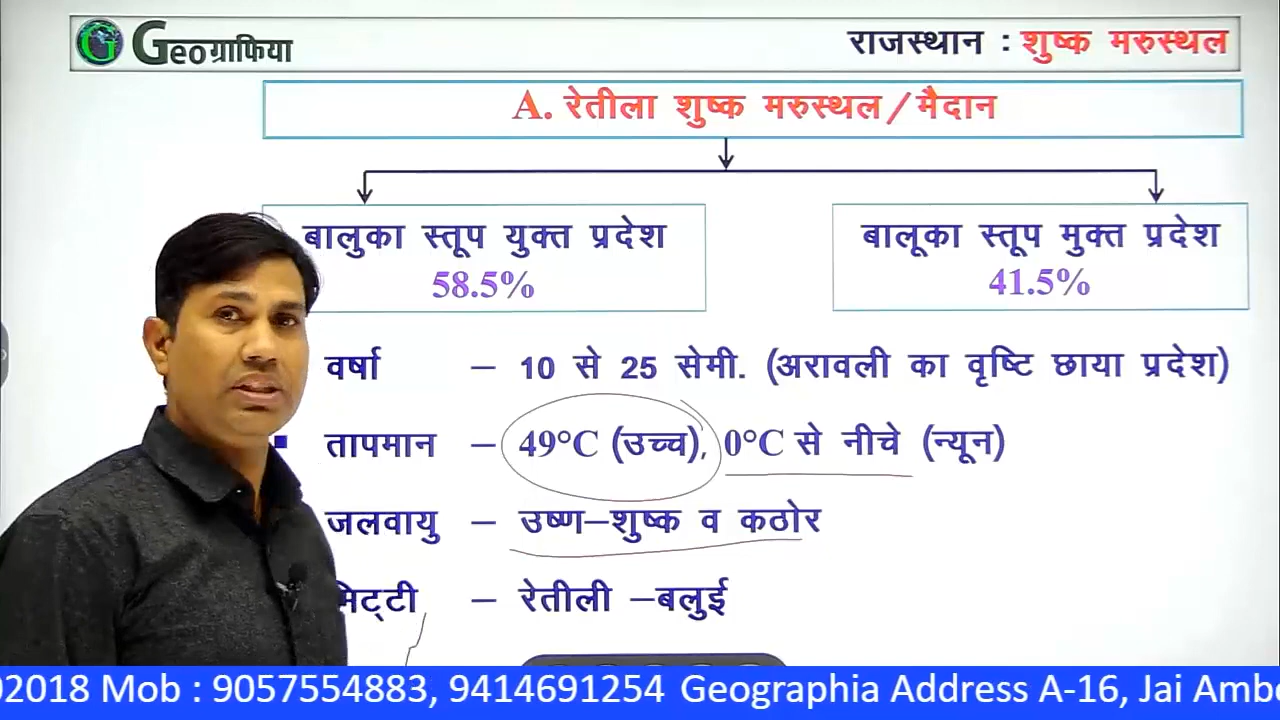 Geoग्राफिया
राजस्थान : शुष्क मरुस्थल
A. रेतीला शुष्क मरुस्थल/मैदान
बालुका स्तूप युक्त प्रदेश
58.5%
बालूका स्तूप मुक्त प्रदेश
41.5%
वर्षा – 10 से 25 सेमी. (अरावली का वृष्टि छाया प्रदेश)
तापमान – 49°C (उच्च), 0°C से नीचे (न्यून)
जलवायु – उष्ण–शुष्क व कठोर
मिट्टी – रेतीली –बलुई
02018 Mob : 9057554883, 9414691254 Geographia Address A-16, Jai Ambe